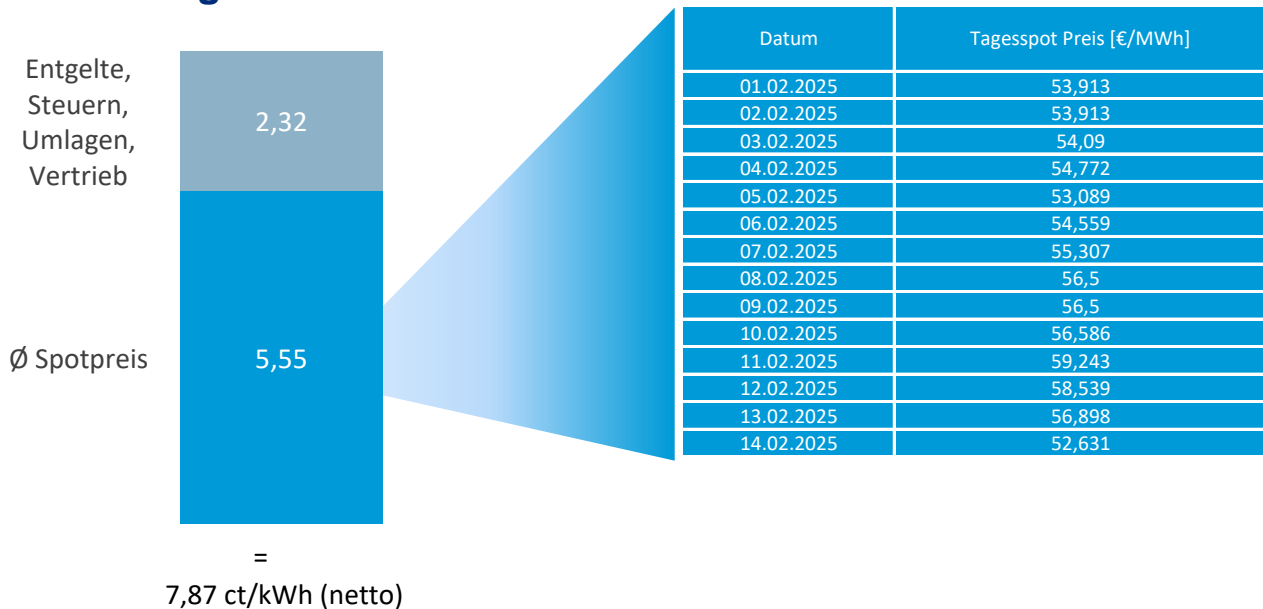 Entgelte,
Steuern,
Umlagen,
Vertrieb
2,32
Ø Spotpreis
5,55
=
7,87 ct/kWh (netto)
Datum Tagesspot Preis [€/MWh]
01.02.2025 53,913
02.02.2025 53,913
03.02.2025 54,09
04.02.2025 54,772
05.02.2025 53,089
06.02.2025 54,559
07.02.2025 55,307
08.02.2025 56,5
09.02.2025 56,5
10.02.2025 56,586
11.02.2025 59,243
12.02.2025 58,539
13.02.2025 56,898
14.02.2025 52,631